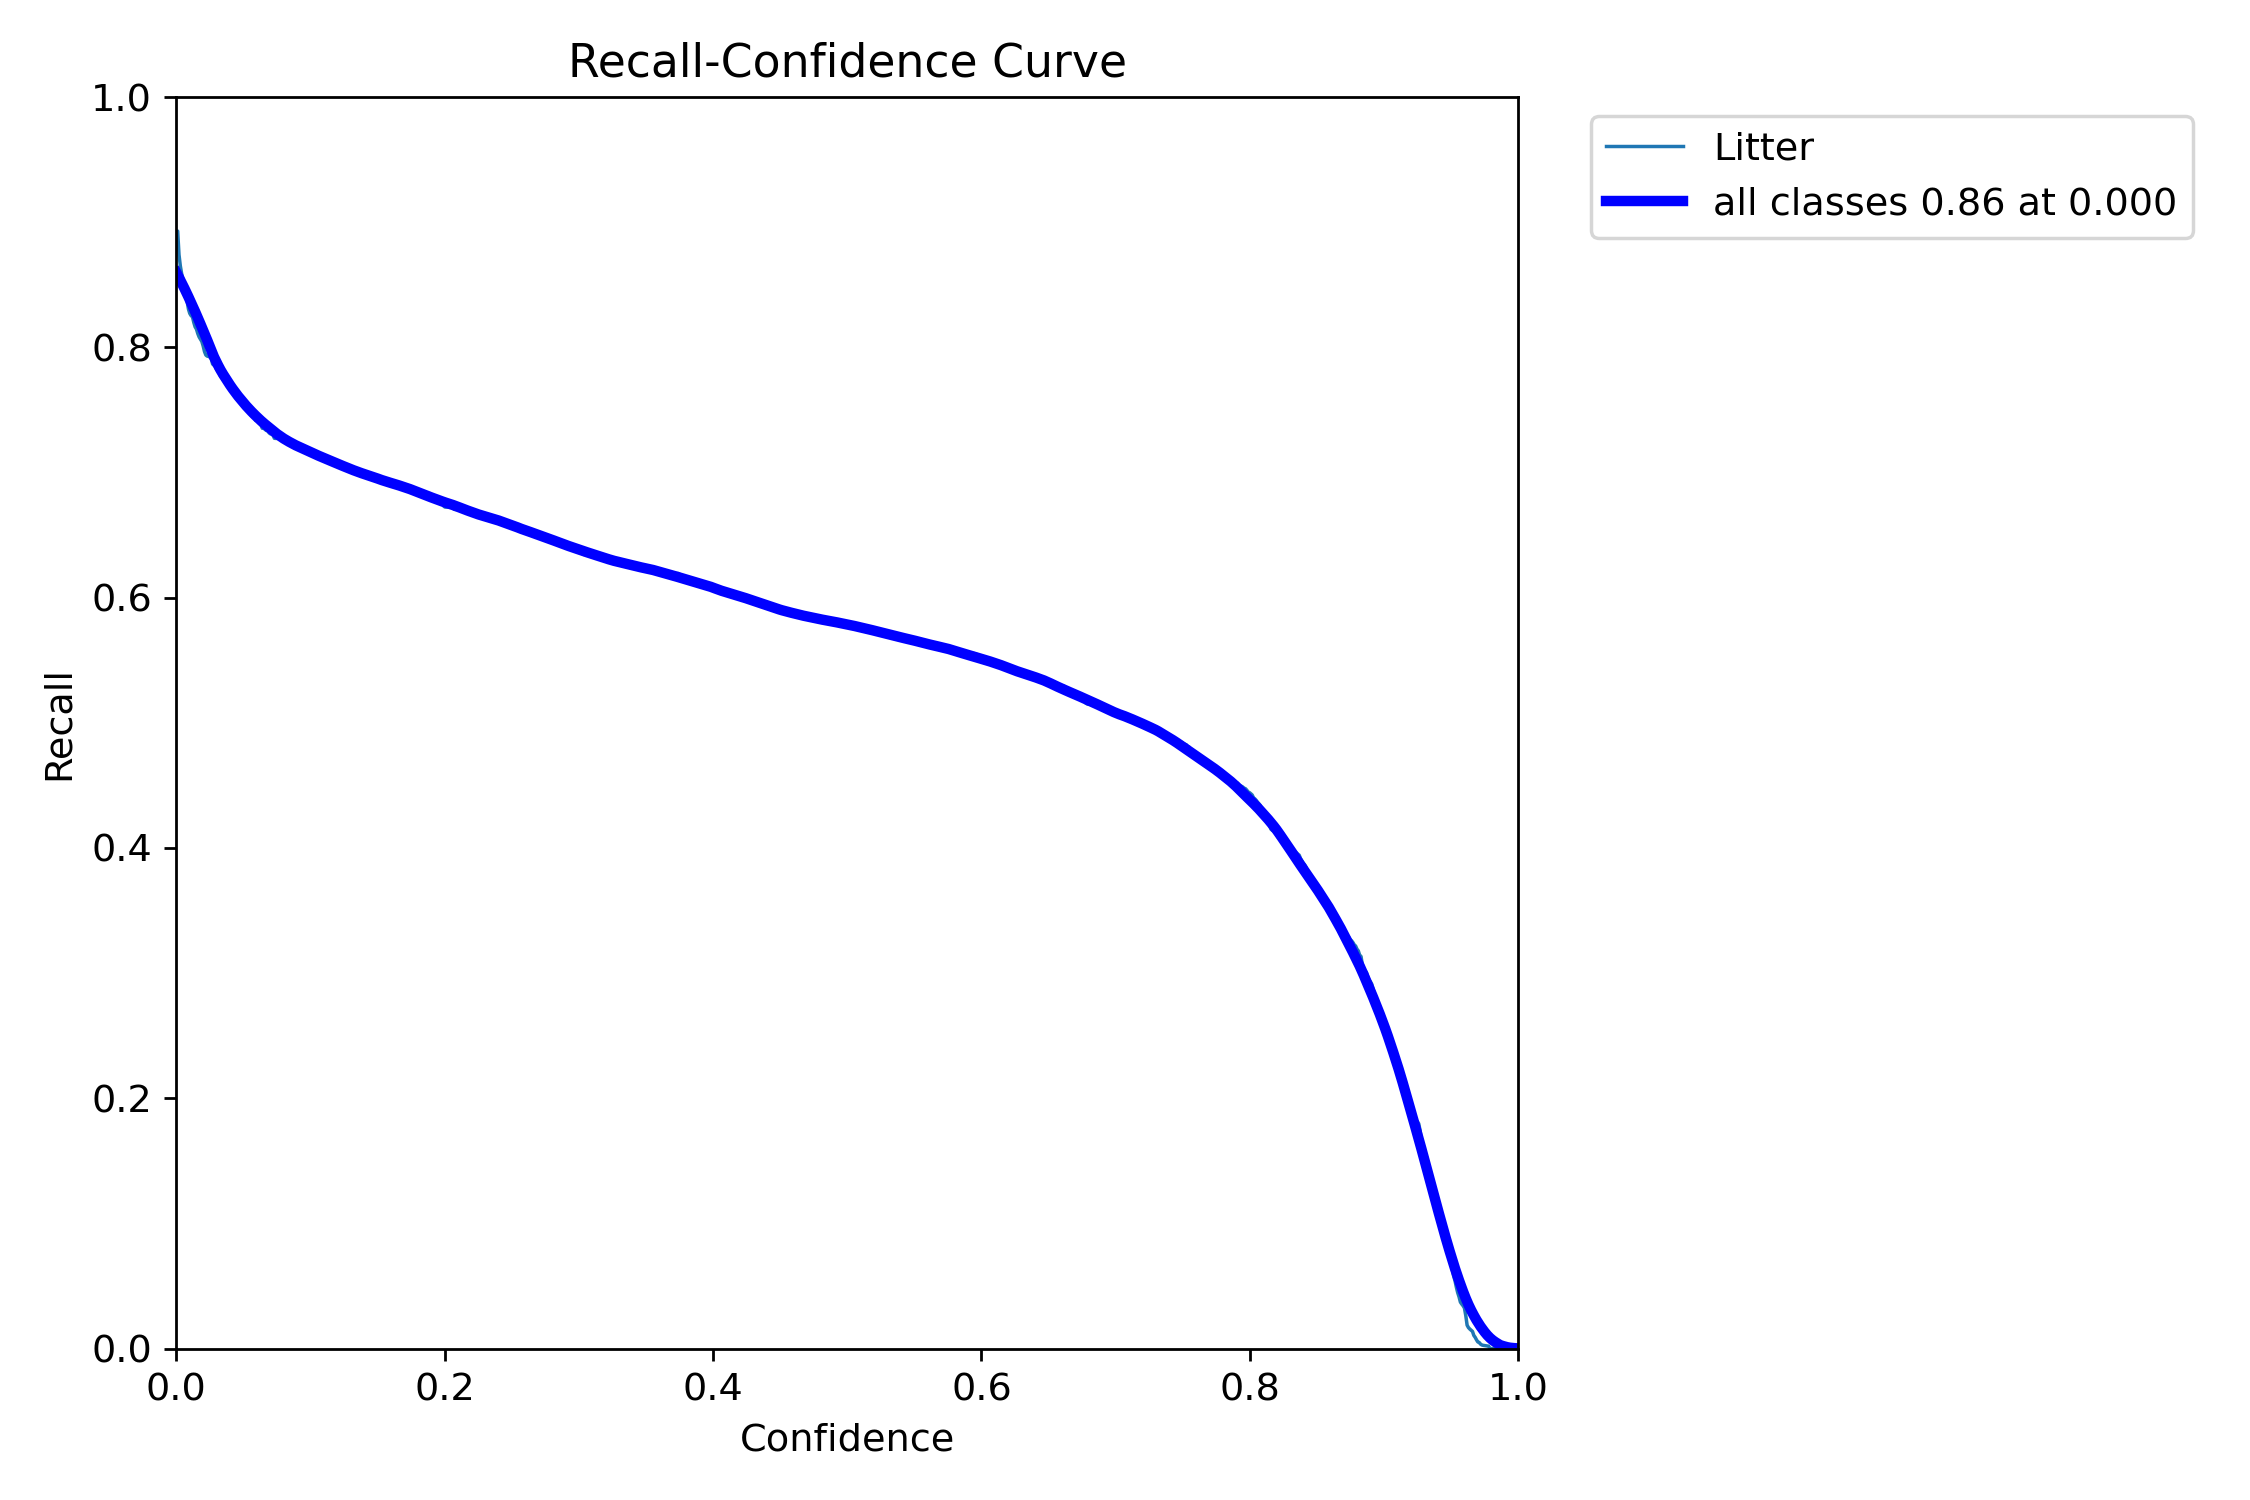 Recall-Confidence Curve
1.0
0.8
0.6
0.4
0.2
0.0
Recall
0.0 0.2 0.4 0.6 0.8 1.0
Confidence
Litter
all classes 0.86 at 0.000